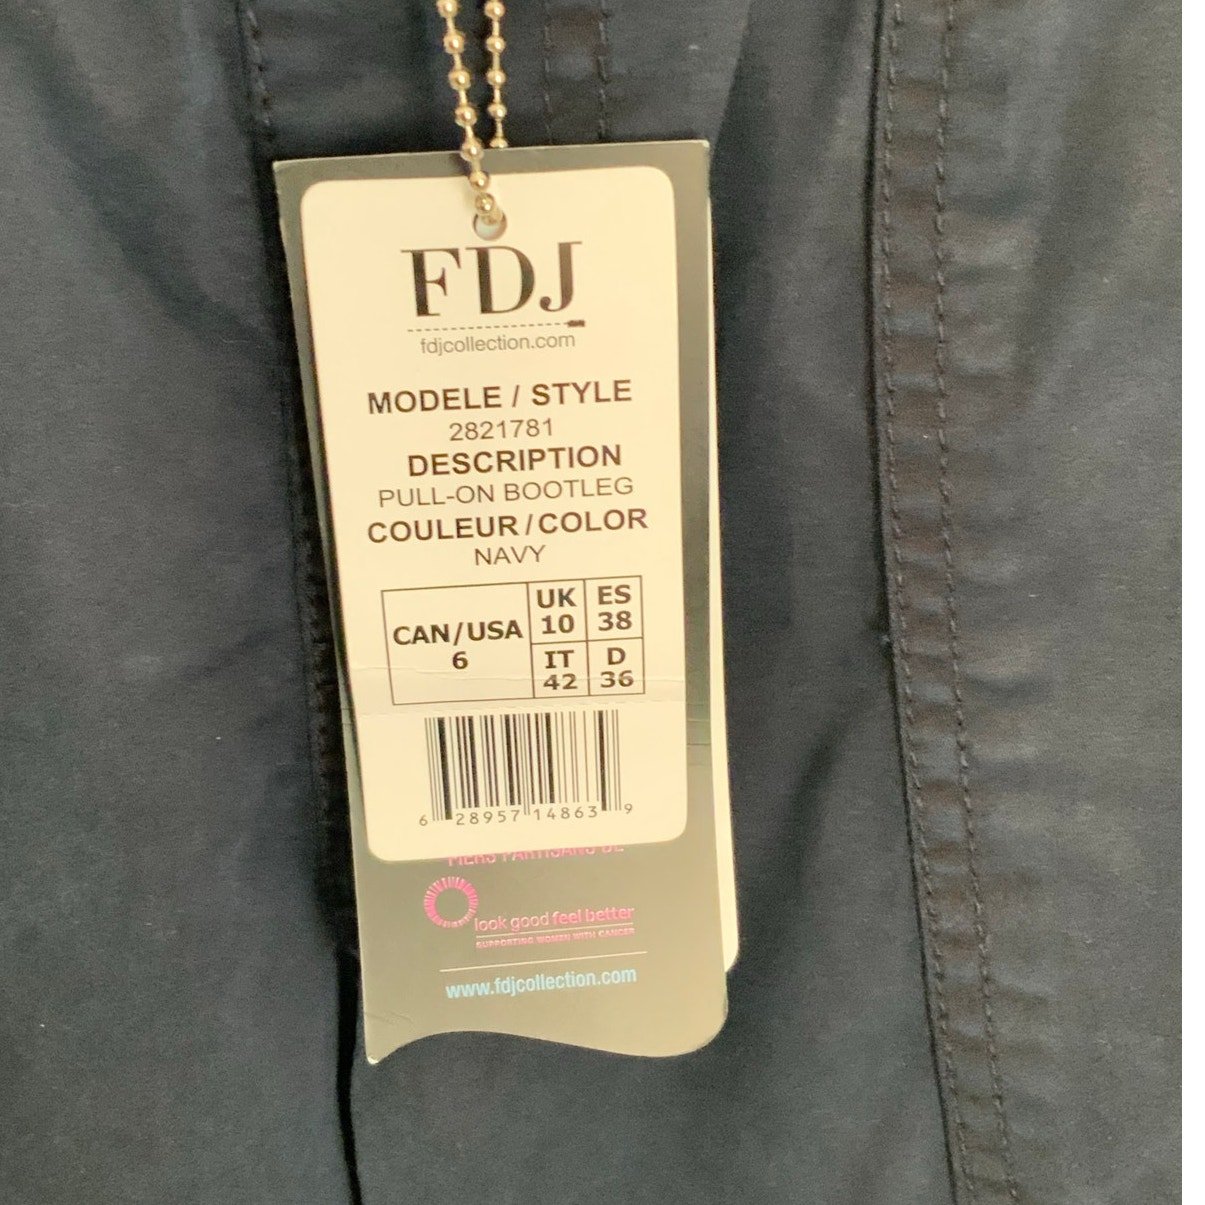 FDJ
fdjcollection.com
MODELE / STYLE
2821781
DESCRIPTION
PULL-ON BOOTLEG
COULEUR / COLOR
NAVY
CAN/USA
6
UK
10
ES
38
IT
42
D
36
6 28957 14863 9
look good feel better
SUPPORTING WOMEN WITH CANCER
www.fdjcollection.com